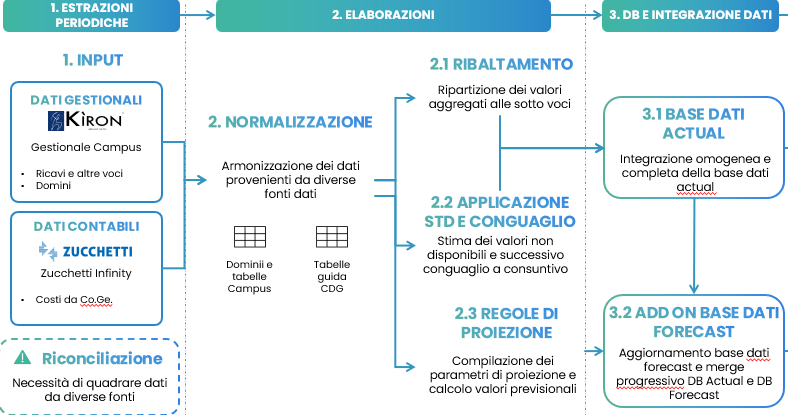 1. ESTRAZIONI
PERIODICHE
2. ELABORAZIONI
3. DB E INTEGRAZIONE DATI
1. INPUT
DATI GESTIONALI
KÌRON
Gestionale Campus
• Ricavi e altre voci
• Domini
DATI CONTABILI
ZUCCHETTI
Zucchetti Infinity
• Costi da Co.Ge.
Riconciliazione
Necessità di quadrare dati
da diverse fonti
2. NORMALIZZAZIONE
Armonizzazione dei dati
provenienti da diverse
fonti dati
Dominii e
tabelle
Campus
Tabelle
guida
CDG
2.1 RIBALTAMENTO
Ripartizione dei valori
aggregati alle sotto voci
2.2 APPLICAZIONE
STD E CONGUAGLIO
Stima dei valori non
disponibili e successivo
conguaglio a consuntivo
2.3 REGOLE DI
PROIEZIONE
Compilazione dei
parametri di proiezione e
calcolo valori previsionali
3.1 BASE DATI
ACTUAL
Integrazione omogenea e
completa della base dati
actual
3.2 ADD ON BASE DATI
FORECAST
Aggiornamento base dati
forecast e merge
progressivo DB Actual e DB
Forecast